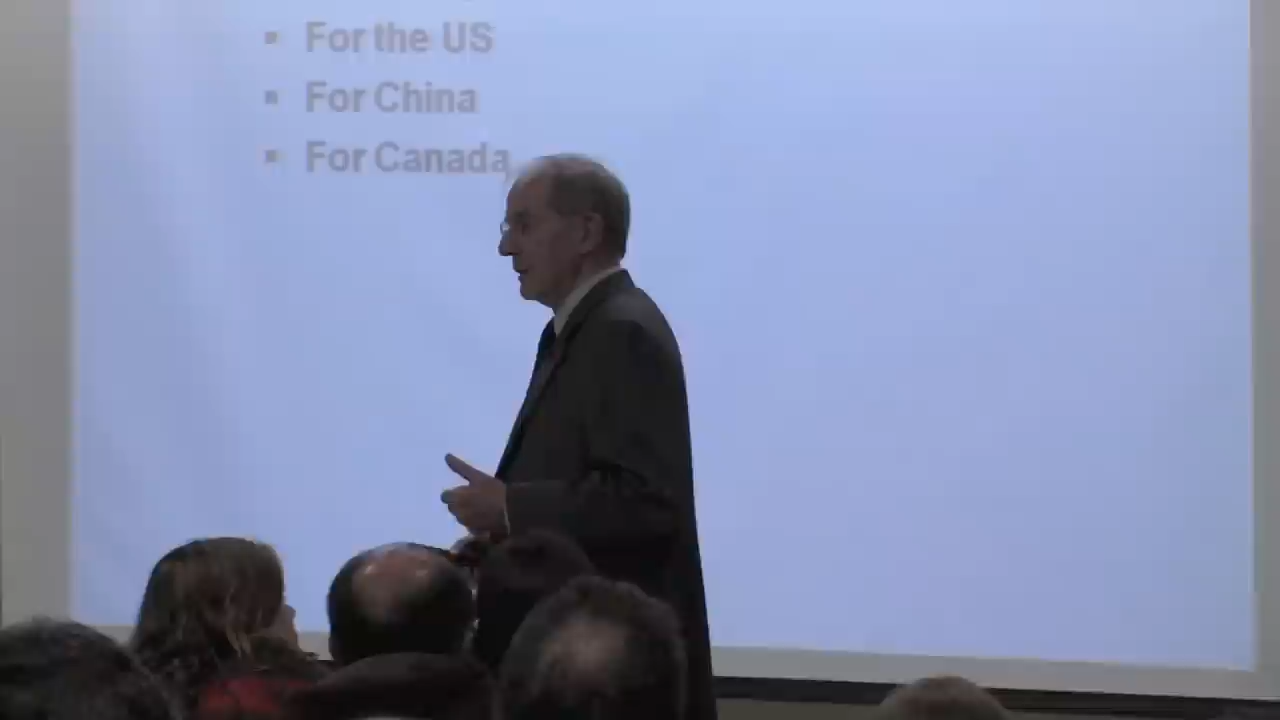 ▪ For the US
▪ For China
▪ For Canada